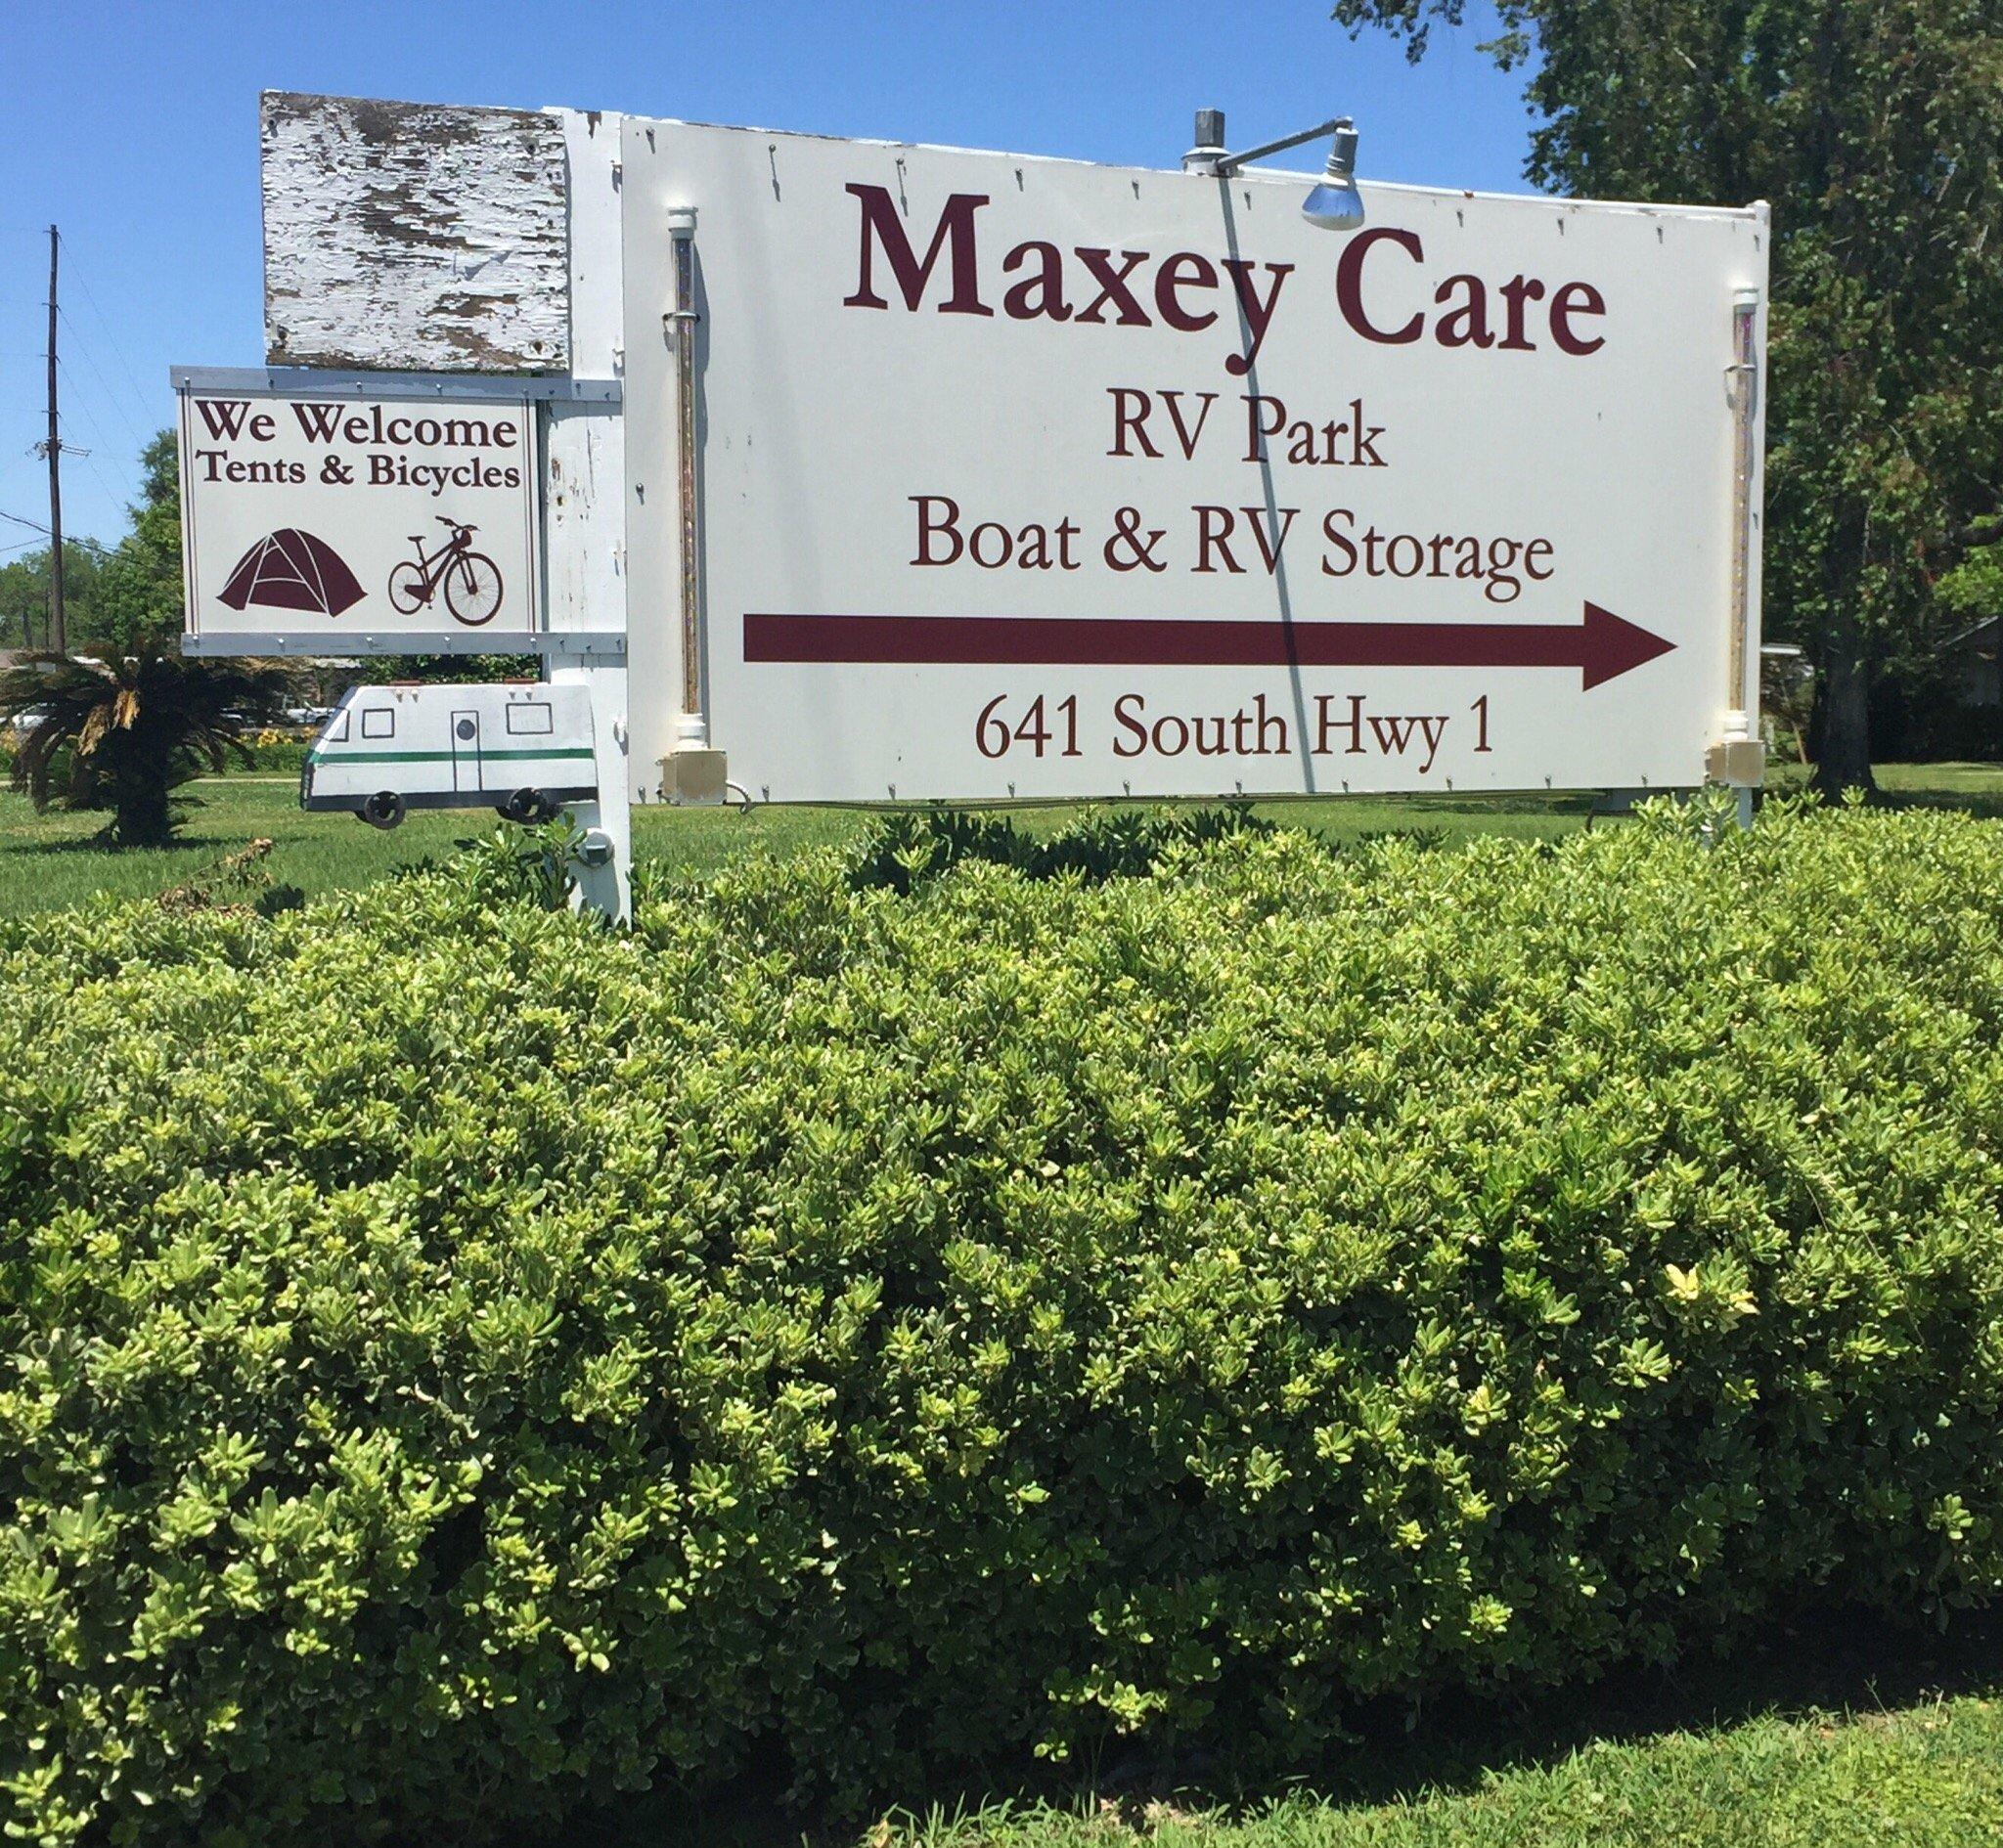 We Welcome
Tents & Bicycles
Maxey Care
RV Park
Boat & RV Storage
641 South Hwy 1